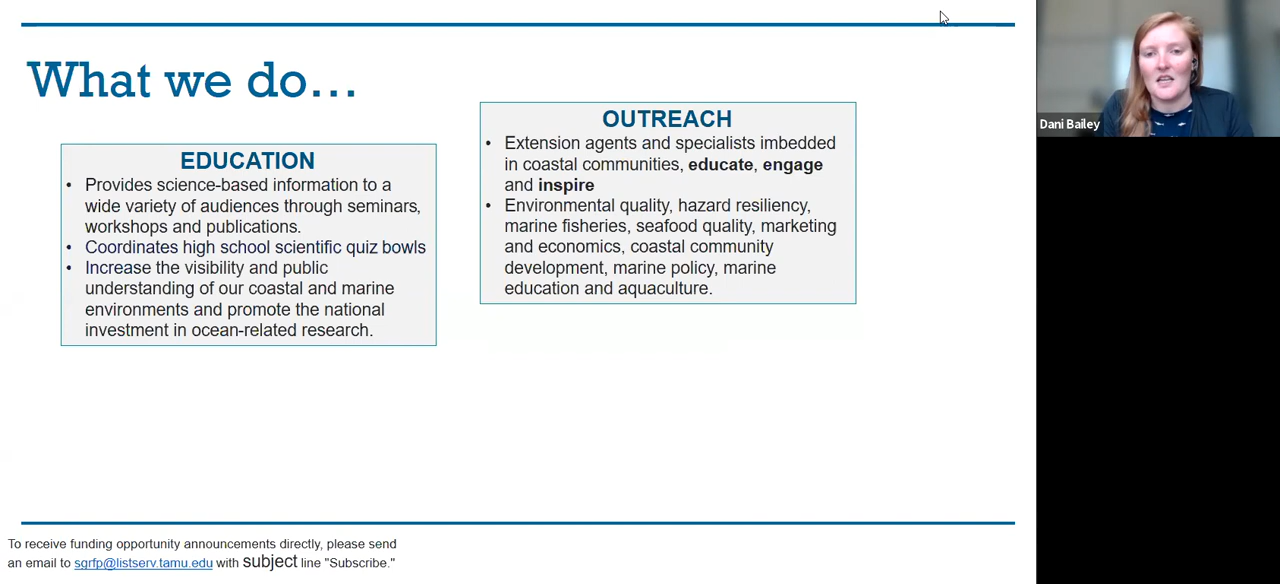 What we do...
EDUCATION
• Provides science-based information to a
wide variety of audiences through seminars,
workshops and publications.
• Coordinates high school scientific quiz bowls
• Increase the visibility and public
understanding of our coastal and marine
environments and promote the national
investment in ocean-related research.
OUTREACH
• Extension agents and specialists imbedded
in coastal communities, educate, engage
and inspire
• Environmental quality, hazard resiliency,
marine fisheries, seafood quality, marketing
and economics, coastal community
development, marine policy, marine
education and aquaculture.
To receive funding opportunity announcements directly, please send
an email to sgrfp@listserv.tamu.edu with subject line "Subscribe."
Dani Bailey